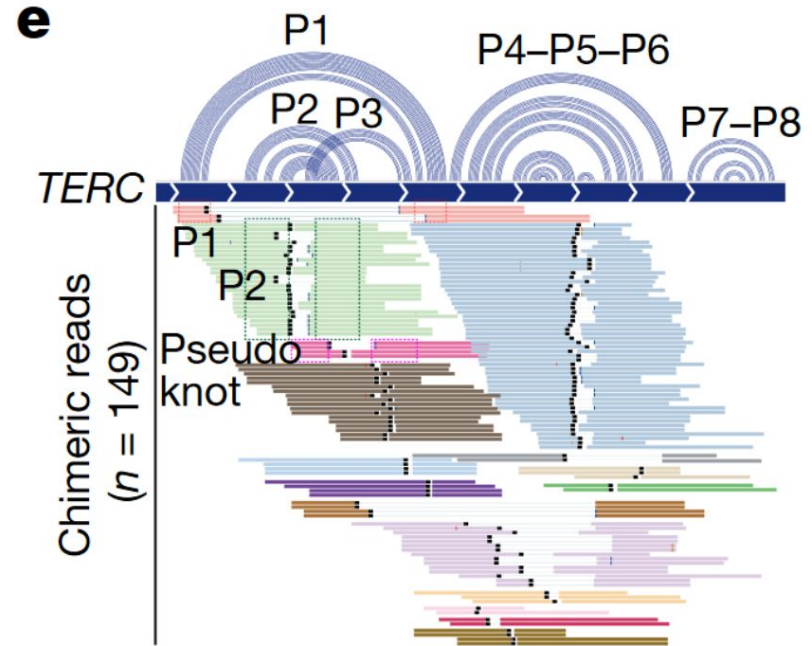 e
P1
P4–P5–P6
P2 P3
P7–P8
TERC
P1
P2
Pseudo
knot
Chimeric reads
(n = 149)